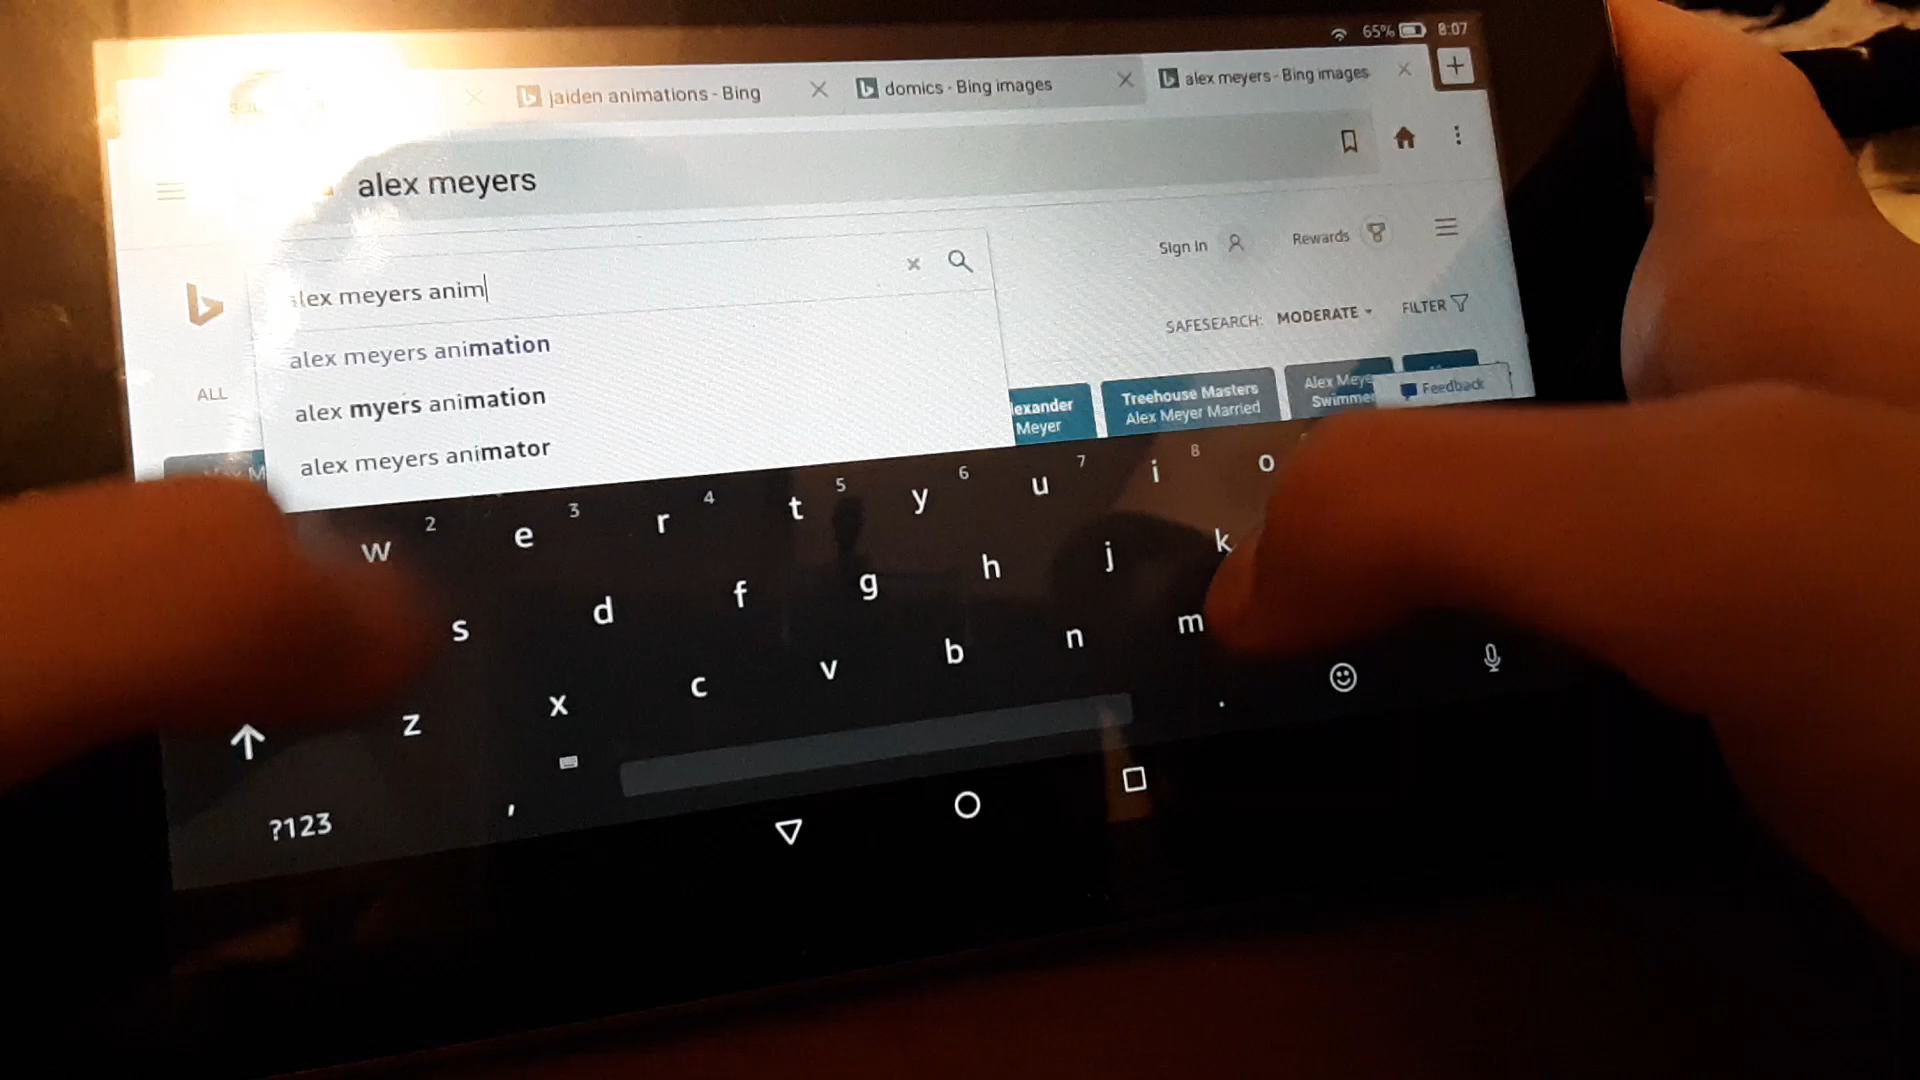 65% 8:07
jaiden animations - Bing
domics - Bing images
alex meyers - Bing images
alex meyers
Sign in
Rewards
lex meyers anim
SAFESEARCH: MODERATE
FILTER
alex meyers animation
alex myers animation
alex meyers animator
ALL
lexander
Meyer
Treehouse Masters
Alex Meyer Married
Alex Meye
Swimmer
Feedback
2 3 4 5 6 7 8
w e r t y u i o
s d f g h j k
z x c v b n m
?123 , .